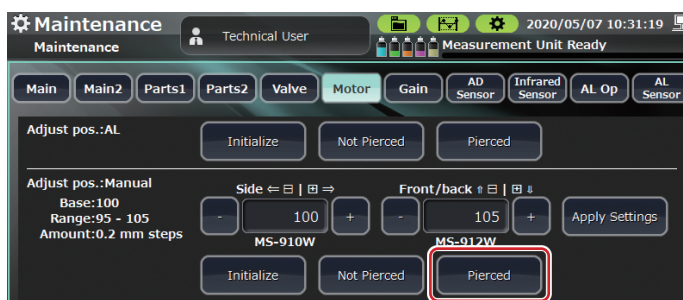 Maintenance
Technical User
2020/05/07 10:31:19
Maintenance
Measurement Unit Ready
Main Main2 Parts1 Parts2 Valve Motor Gain AD Sensor Infrared Sensor AL Op AL Sensor
Adjust pos.:AL
Initialize Not Pierced Pierced
Adjust pos.:Manual
Side ⇐ ⊟ | ⊞ ⇒ Front/back ⇑ ⊟ | ⊞ ⇓
Base:100
Range:95 - 105
- 100 + - 105 + Apply Settings
Amount:0.2 mm steps
MS-910W MS-912W
Initialize Not Pierced Pierced